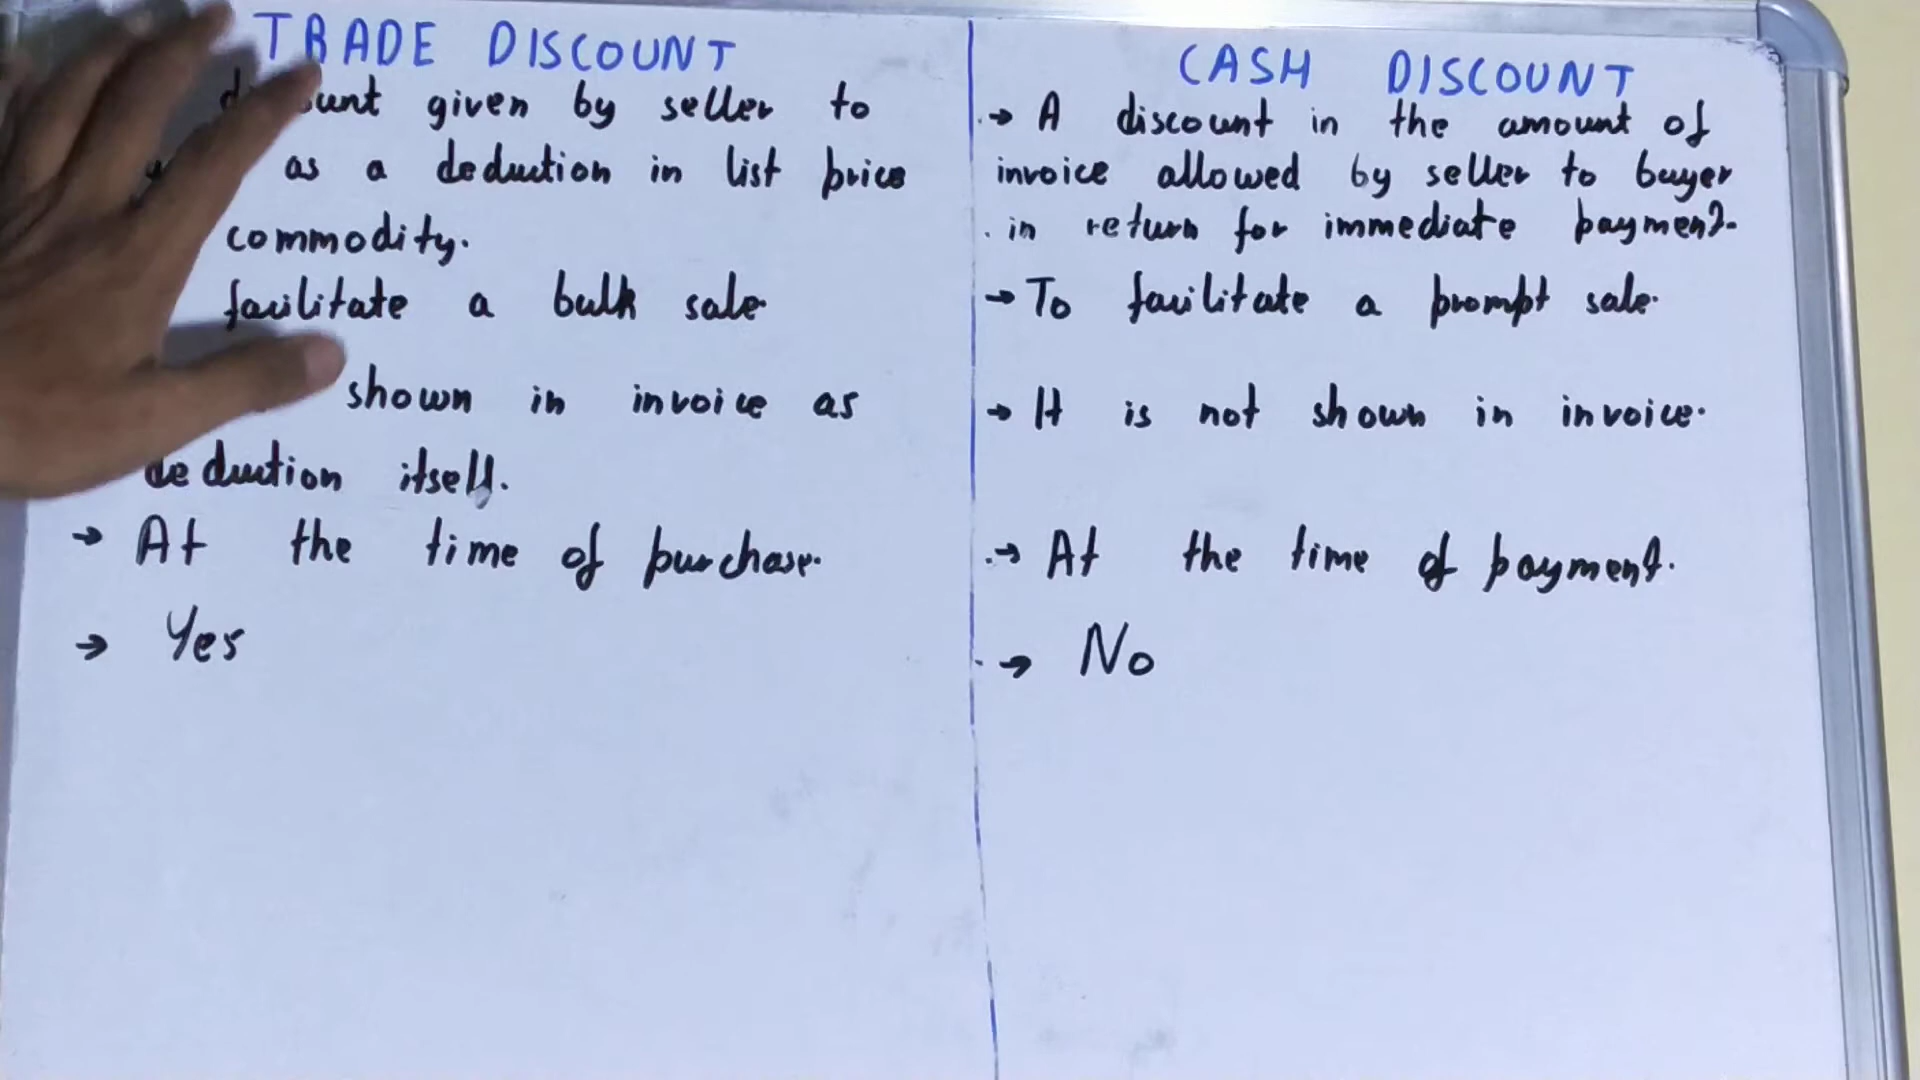 TRADE DISCOUNT
given by seller to
as a deduction in list price
commodity.
facilitate a bulk sale.
shown in invoice as
deduction itself.
→ At the time of purchase.
→ Yes
CASH DISCOUNT
→ A discount in the amount of
invoice allowed by seller to buyer
in return for immediate payment.
→ To facilitate a prompt sale.
→ It is not shown in invoice.
→ At the time of payment.
→ No